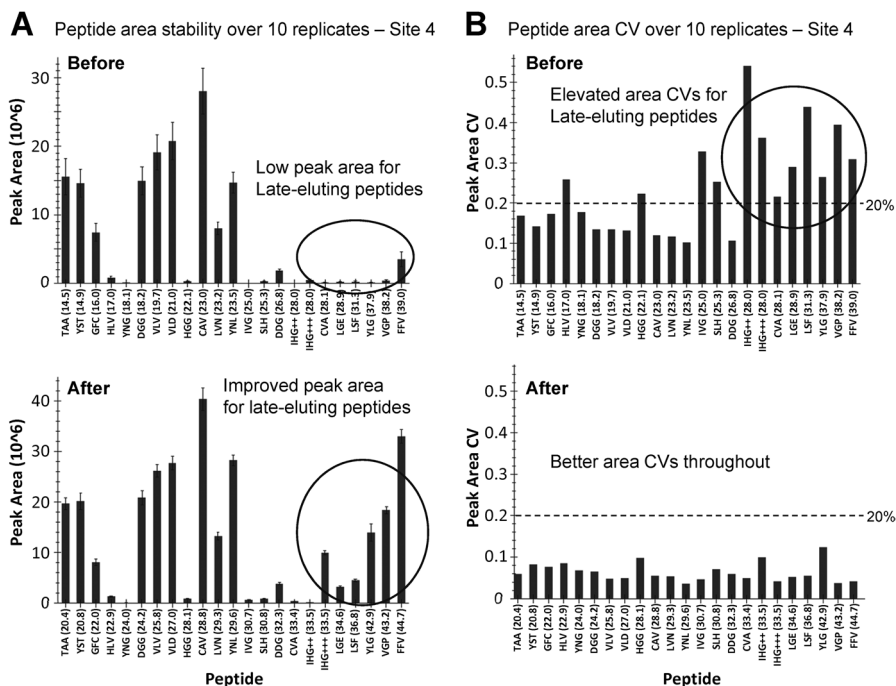 A Peptide area stability over 10 replicates – Site 4
Before
Peak Area (10^6)
30
20
10
0
Low peak area for
Late-eluting peptides
TAA (14.5)
YST (14.9)
GFC (16.0)
HLV (17.0)
YNG (18.1)
DGG (18.2)
VLV (19.7)
VLD (21.0)
HGG (22.1)
CAV (23.0)
LVN (23.2)
YNL (23.5)
IVG (25.0)
SLH (25.3)
DDG (26.8)
IHG++ (28.0)
IHG+++ (28.0)
CVA (28.1)
LGE (28.9)
LSF (31.3)
YLG (37.9)
VGP (38.2)
FFV (39.0)
After
Peak Area (10^6)
40
30
20
10
0
Improved peak area
for late-eluting peptides
TAA (20.4)
YST (20.8)
GFC (22.0)
HLV (22.9)
YNG (24.0)
DGG (24.2)
VLV (25.8)
VLD (27.0)
HGG (28.1)
CAV (28.8)
LVN (29.3)
YNL (29.6)
IVG (30.7)
SLH (30.8)
DDG (32.3)
CVA (33.4)
IHG++ (33.5)
IHG+++ (33.5)
LGE (34.6)
LSF (36.8)
YLG (42.9)
VGP (43.2)
FFV (44.7)
Peptide
B Peptide area CV over 10 replicates – Site 4
Before
Peak Area CV
0.5
0.4
0.3
0.2
0.1
0
Elevated area CVs for
Late-eluting peptides
20%
TAA (14.5)
YST (14.9)
GFC (16.0)
HLV (17.0)
YNG (18.1)
DGG (18.2)
VLV (19.7)
VLD (21.0)
HGG (22.1)
CAV (23.0)
LVN (23.2)
YNL (23.5)
IVG (25.0)
SLH (25.3)
DDG (26.8)
IHG++ (28.0)
IHG+++ (28.0)
CVA (28.1)
LGE (28.9)
LSF (31.3)
YLG (37.9)
VGP (38.2)
FFV (39.0)
After
Peak Area CV
0.5
0.4
0.3
0.2
0.1
0
Better area CVs throughout
20%
TAA (20.4)
YST (20.8)
GFC (22.0)
HLV (22.9)
YNG (24.0)
DGG (24.2)
VLV (25.8)
VLD (27.0)
HGG (28.1)
CAV (28.8)
LVN (29.3)
YNL (29.6)
IVG (30.7)
SLH (30.8)
DDG (32.3)
CVA (33.4)
IHG++ (33.5)
IHG+++ (33.5)
LGE (34.6)
LSF (36.8)
YLG (42.9)
VGP (43.2)
FFV (44.7)
Peptide